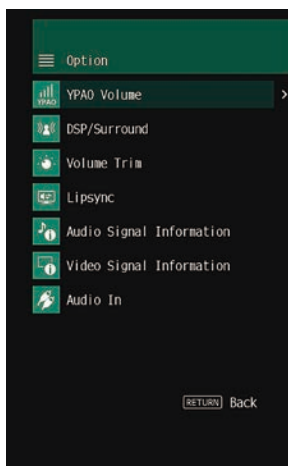 Option
YPAO Volume
DSP/Surround
Volume Trim
Lipsync
Audio Signal Information
Video Signal Information
Audio In
RETURN Back